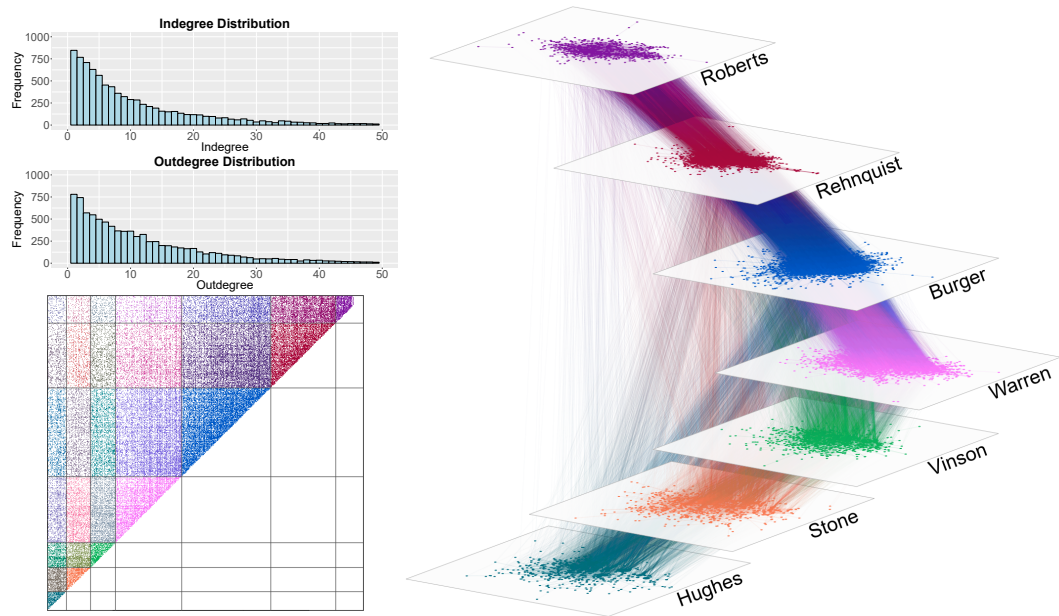 Indegree Distribution
1000
750
500
250
0
Frequency
0 10 20 30 40 50
Indegree
Outdegree Distribution
1000
750
500
250
0
Frequency
0 10 20 30 40 50
Outdegree
Roberts
Rehnquist
Burger
Warren
Vinson
Stone
Hughes